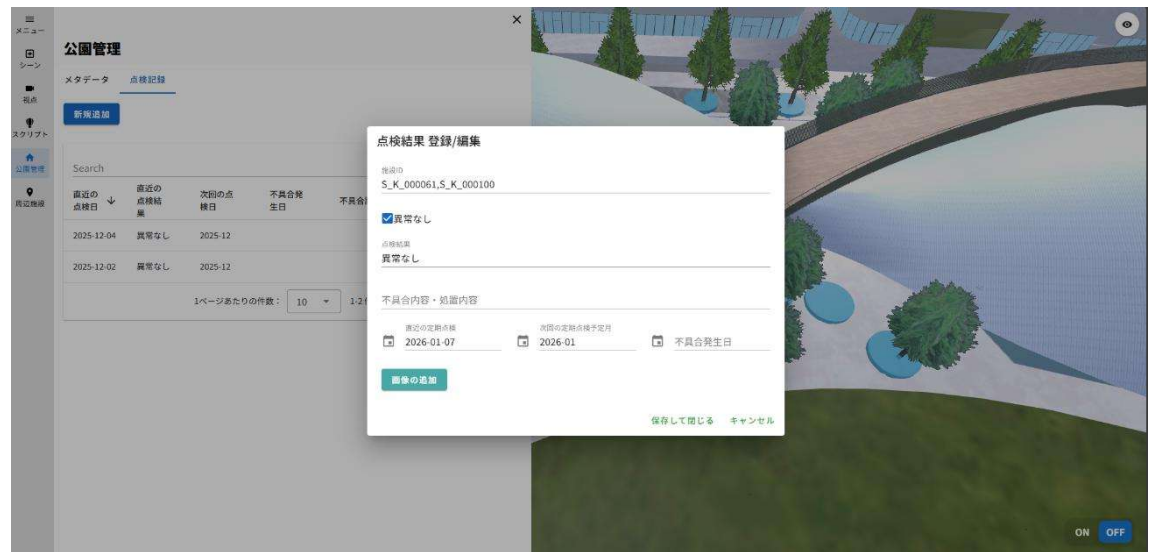 メニュー
シーン
視点
スクリプト
公園管理
周辺施設
×
公園管理
メタデータ 点検記録
新規追加
Search
直近の点検日 ↓ 直近の点検結果 次回の点検日 不具合発生日 不具合
2025-12-04 異常なし 2025-12
2025-12-02 異常なし 2025-12
1ページあたりの件数： 10 1-2
点検結果 登録/編集
施設ID
S_K_000061,S_K_000100
異常なし
点検結果
異常なし
不具合内容・処置内容
直近の定期点検 次回の定期点検予定月
2026-01-07 2026-01 不具合発生日
画像の追加
保存して閉じる キャンセル
ON OFF